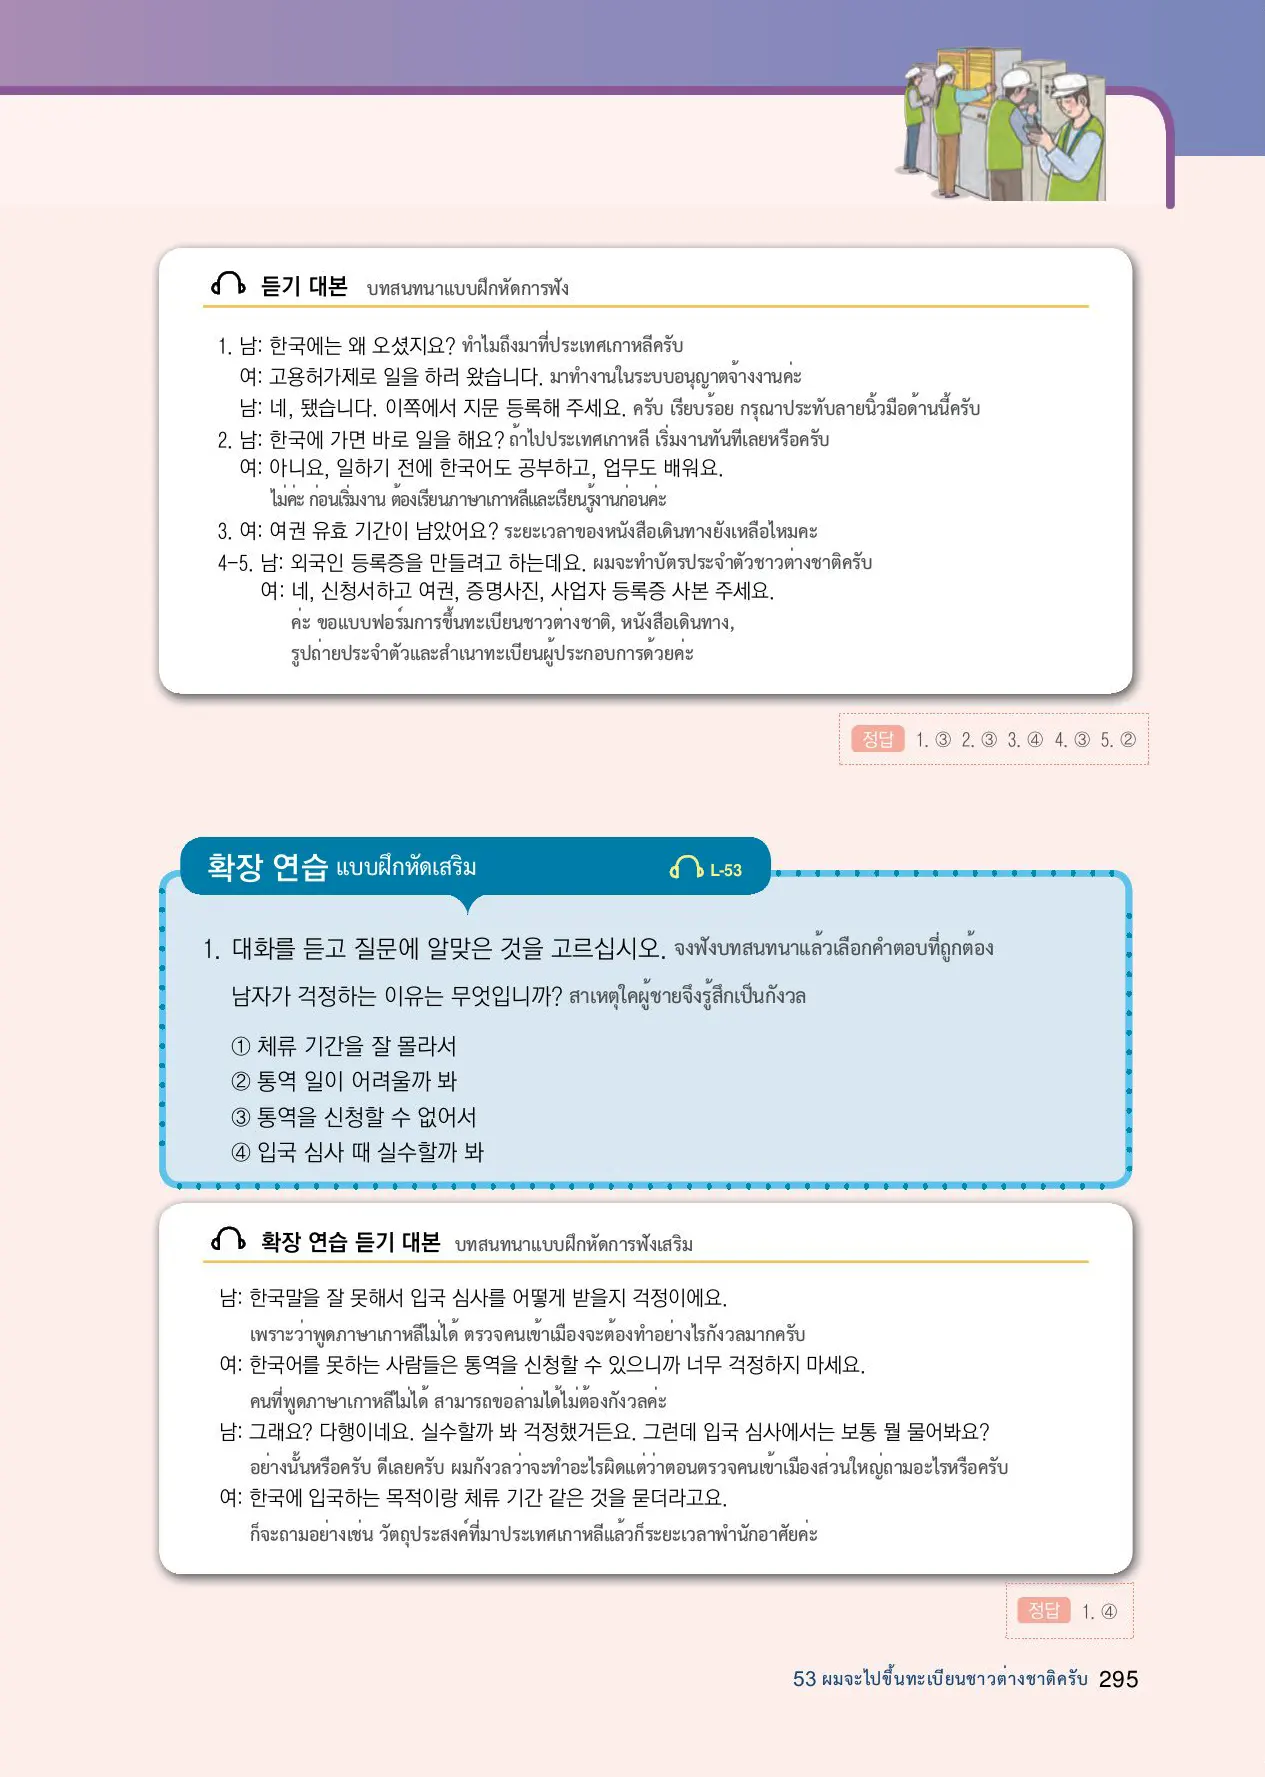 듣기 대본 บทสนทนาแบบฝึกหัดการฟัง
1. 남: 한국에는 왜 오셨지요? ทำไมถึงมาที่ประเทศเกาหลีครับ
여: 고용허가제로 일을 하러 왔습니다. มาทำงานในระบบอนุญาตจ้างงานค่ะ
남: 네, 됐습니다. 이쪽에서 지문 등록해 주세요. ครับ เรียบร้อย กรุณาประทับลายนิ้วมือด้านนี้ครับ
2. 남: 한국에 가면 바로 일을 해요? ถ้าไปประเทศเกาหลี เริ่มงานทันทีเลยหรือครับ
여: 아니요, 일하기 전에 한국어도 공부하고, 업무도 배워요.
ไม่ค่ะ ก่อนเริ่มงาน ต้องเรียนภาษาเกาหลีและเรียนรู้งานก่อนค่ะ
3. 여: 여권 유효 기간이 남았어요? ระยะเวลาของหนังสือเดินทางยังเหลือไหมคะ
4-5. 남: 외국인 등록증을 만들려고 하는데요. ผมจะทำบัตรประจำตัวชาวต่างชาติครับ
여: 네, 신청서하고 여권, 증명사진, 사업자 등록증 사본 주세요.
ค่ะ ขอแบบฟอร์มการขึ้นทะเบียนชาวต่างชาติ, หนังสือเดินทาง,
รูปถ่ายประจำตัวและสำเนาทะเบียนผู้ประกอบการด้วยค่ะ
정답 1. ③ 2. ③ 3. ④ 4. ③ 5. ②
확장 연습 แบบฝึกหัดเสริม L-53
1. 대화를 듣고 질문에 알맞은 것을 고르십시오. จงฟังบทสนทนาแล้วเลือกคำตอบที่ถูกต้อง
남자가 걱정하는 이유는 무엇입니까? สาเหตุใดผู้ชายจึงรู้สึกเป็นกังวล
① 체류 기간을 잘 몰라서
② 통역 일이 어려울까 봐
③ 통역을 신청할 수 없어서
④ 입국 심사 때 실수할까 봐
확장 연습 듣기 대본 บทสนทนาแบบฝึกหัดการฟังเสริม
남: 한국말을 잘 못해서 입국 심사를 어떻게 받을지 걱정이에요.
เพราะว่าพูดภาษาเกาหลีไม่ได้ ตรวจคนเข้าเมืองจะต้องทำอย่างไรกังวลมากครับ
여: 한국어를 못하는 사람들은 통역을 신청할 수 있으니까 너무 걱정하지 마세요.
คนที่พูดภาษาเกาหลีไม่ได้ สามารถขอล่ามได้ไม่ต้องกังวลค่ะ
남: 그래요? 다행이네요. 실수할까 봐 걱정했거든요. 그런데 입국 심사에서는 보통 뭘 물어봐요?
อย่างนั้นหรือครับ ดีเลยครับ ผมกังวลว่าจะทำอะไรผิดแต่ว่าตอนตรวจคนเข้าเมืองส่วนใหญ่ถามอะไรหรือครับ
여: 한국에 입국하는 목적이랑 체류 기간 같은 것을 묻더라고요.
ก็จะถามอย่างเช่น วัตถุประสงค์ที่มาประเทศเกาหลีแล้วก็ระยะเวลาพำนักอาศัยค่ะ
정답 1. ④
53 ผมจะไปขึ้นทะเบียนชาวต่างชาติครับ 295